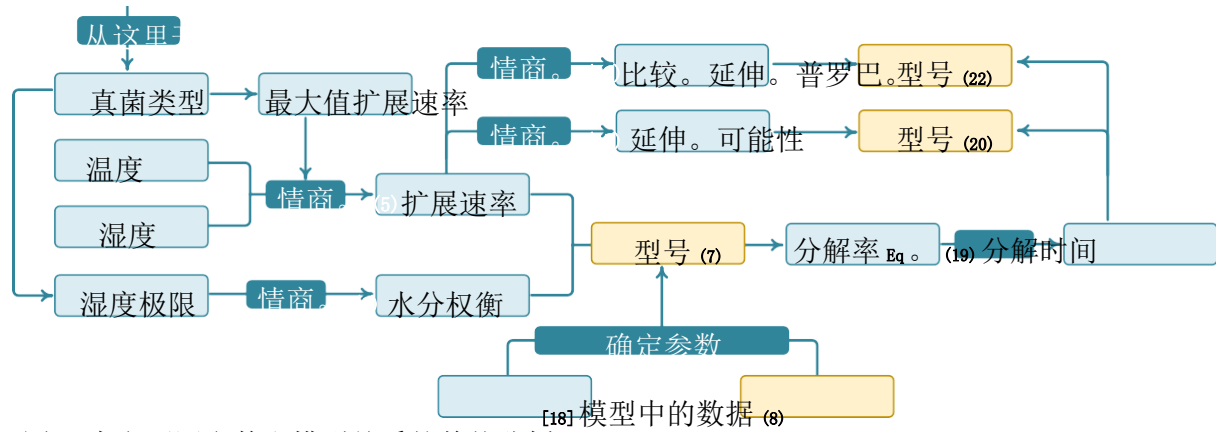 从这里
真菌类型
最大值扩展速率
情商。
比较。延伸。普罗巴。
型号 (22)
情商。
延伸。可能性
型号 (20)
温度
湿度
情商。(5)
扩展速率
型号 (7)
分解率 Eq。 (19) 分解时间
湿度极限
情商。
水分权衡
确定参数
[18] 模型中的数据 (8)